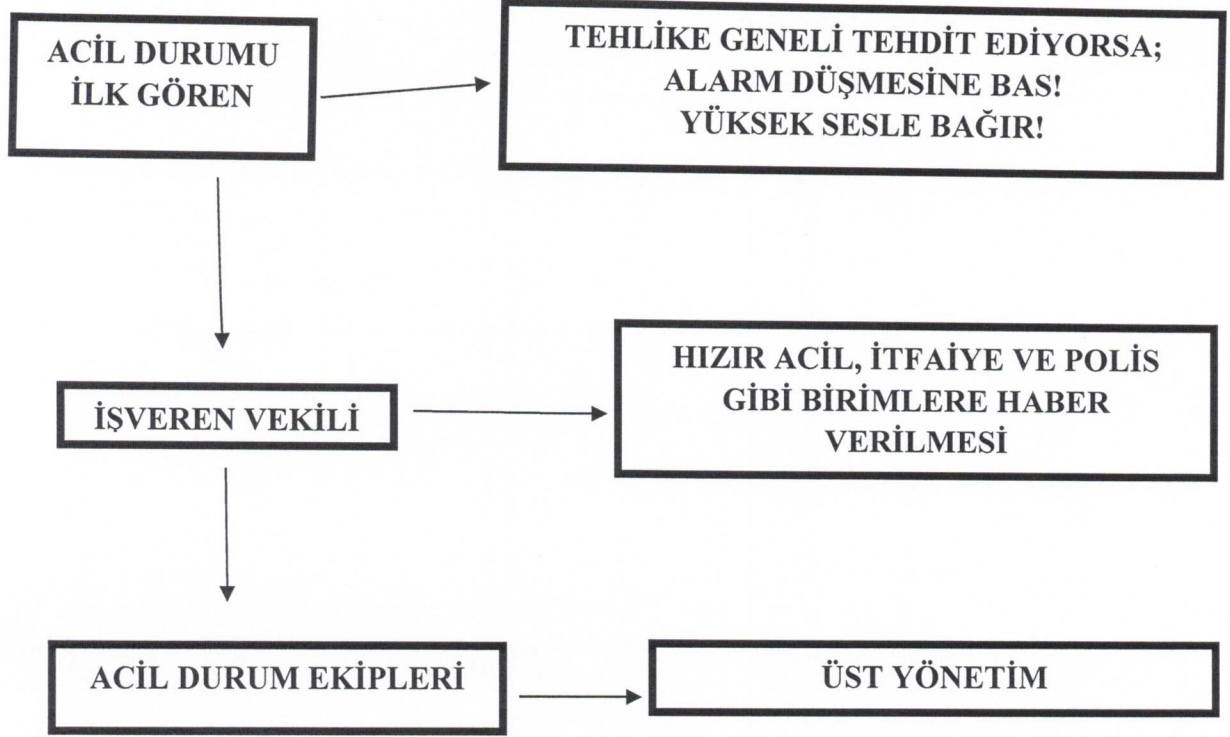 ACİL DURUMU
İLK GÖREN
TEHLİKE GENELİ TEHDİT EDİYORSA;
ALARM DÜŞMESİNE BAS!
YÜKSEK SESLE BAĞIR!
İŞVEREN VEKİLİ
HIZIR ACİL, İTFAİYE VE POLİS
GİBİ BİRİMLERE HABER
VERİLMESİ
ACİL DURUM EKİPLERİ
ÜST YÖNETİM